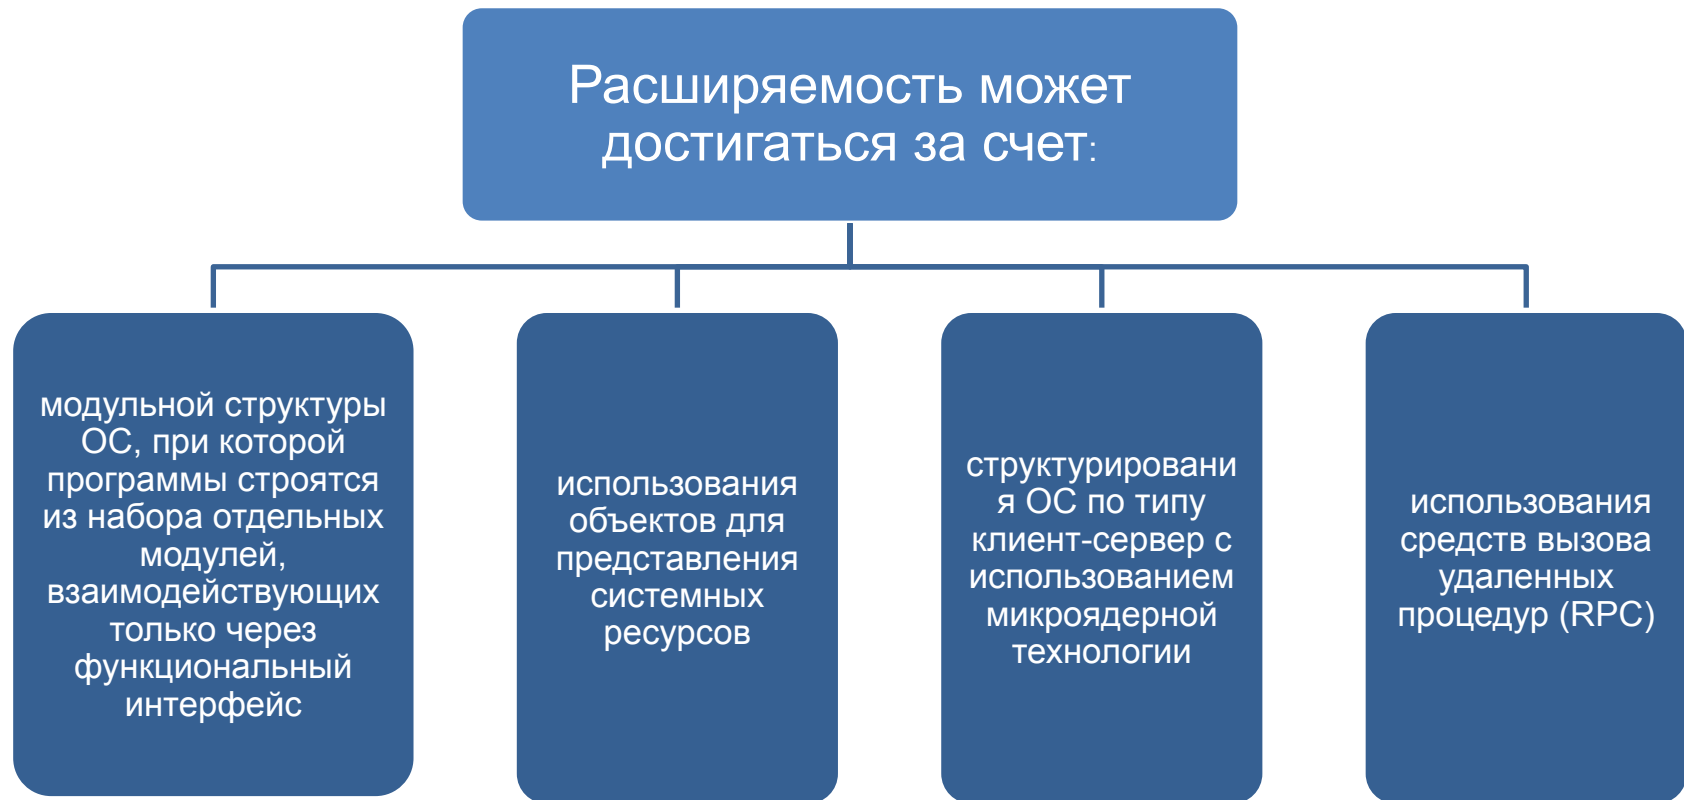 Расширяемость может
достигаться за счет:
модульной структуры
ОС, при которой
программы строятся
из набора отдельных
модулей,
взаимодействующих
только через
функциональный
интерфейс
использования
объектов для
представления
системных
ресурсов
структурировани
я ОС по типу
клиент-сервер с
использованием
микроядерной
технологии
использования
средств вызова
удаленных
процедур (RPC)